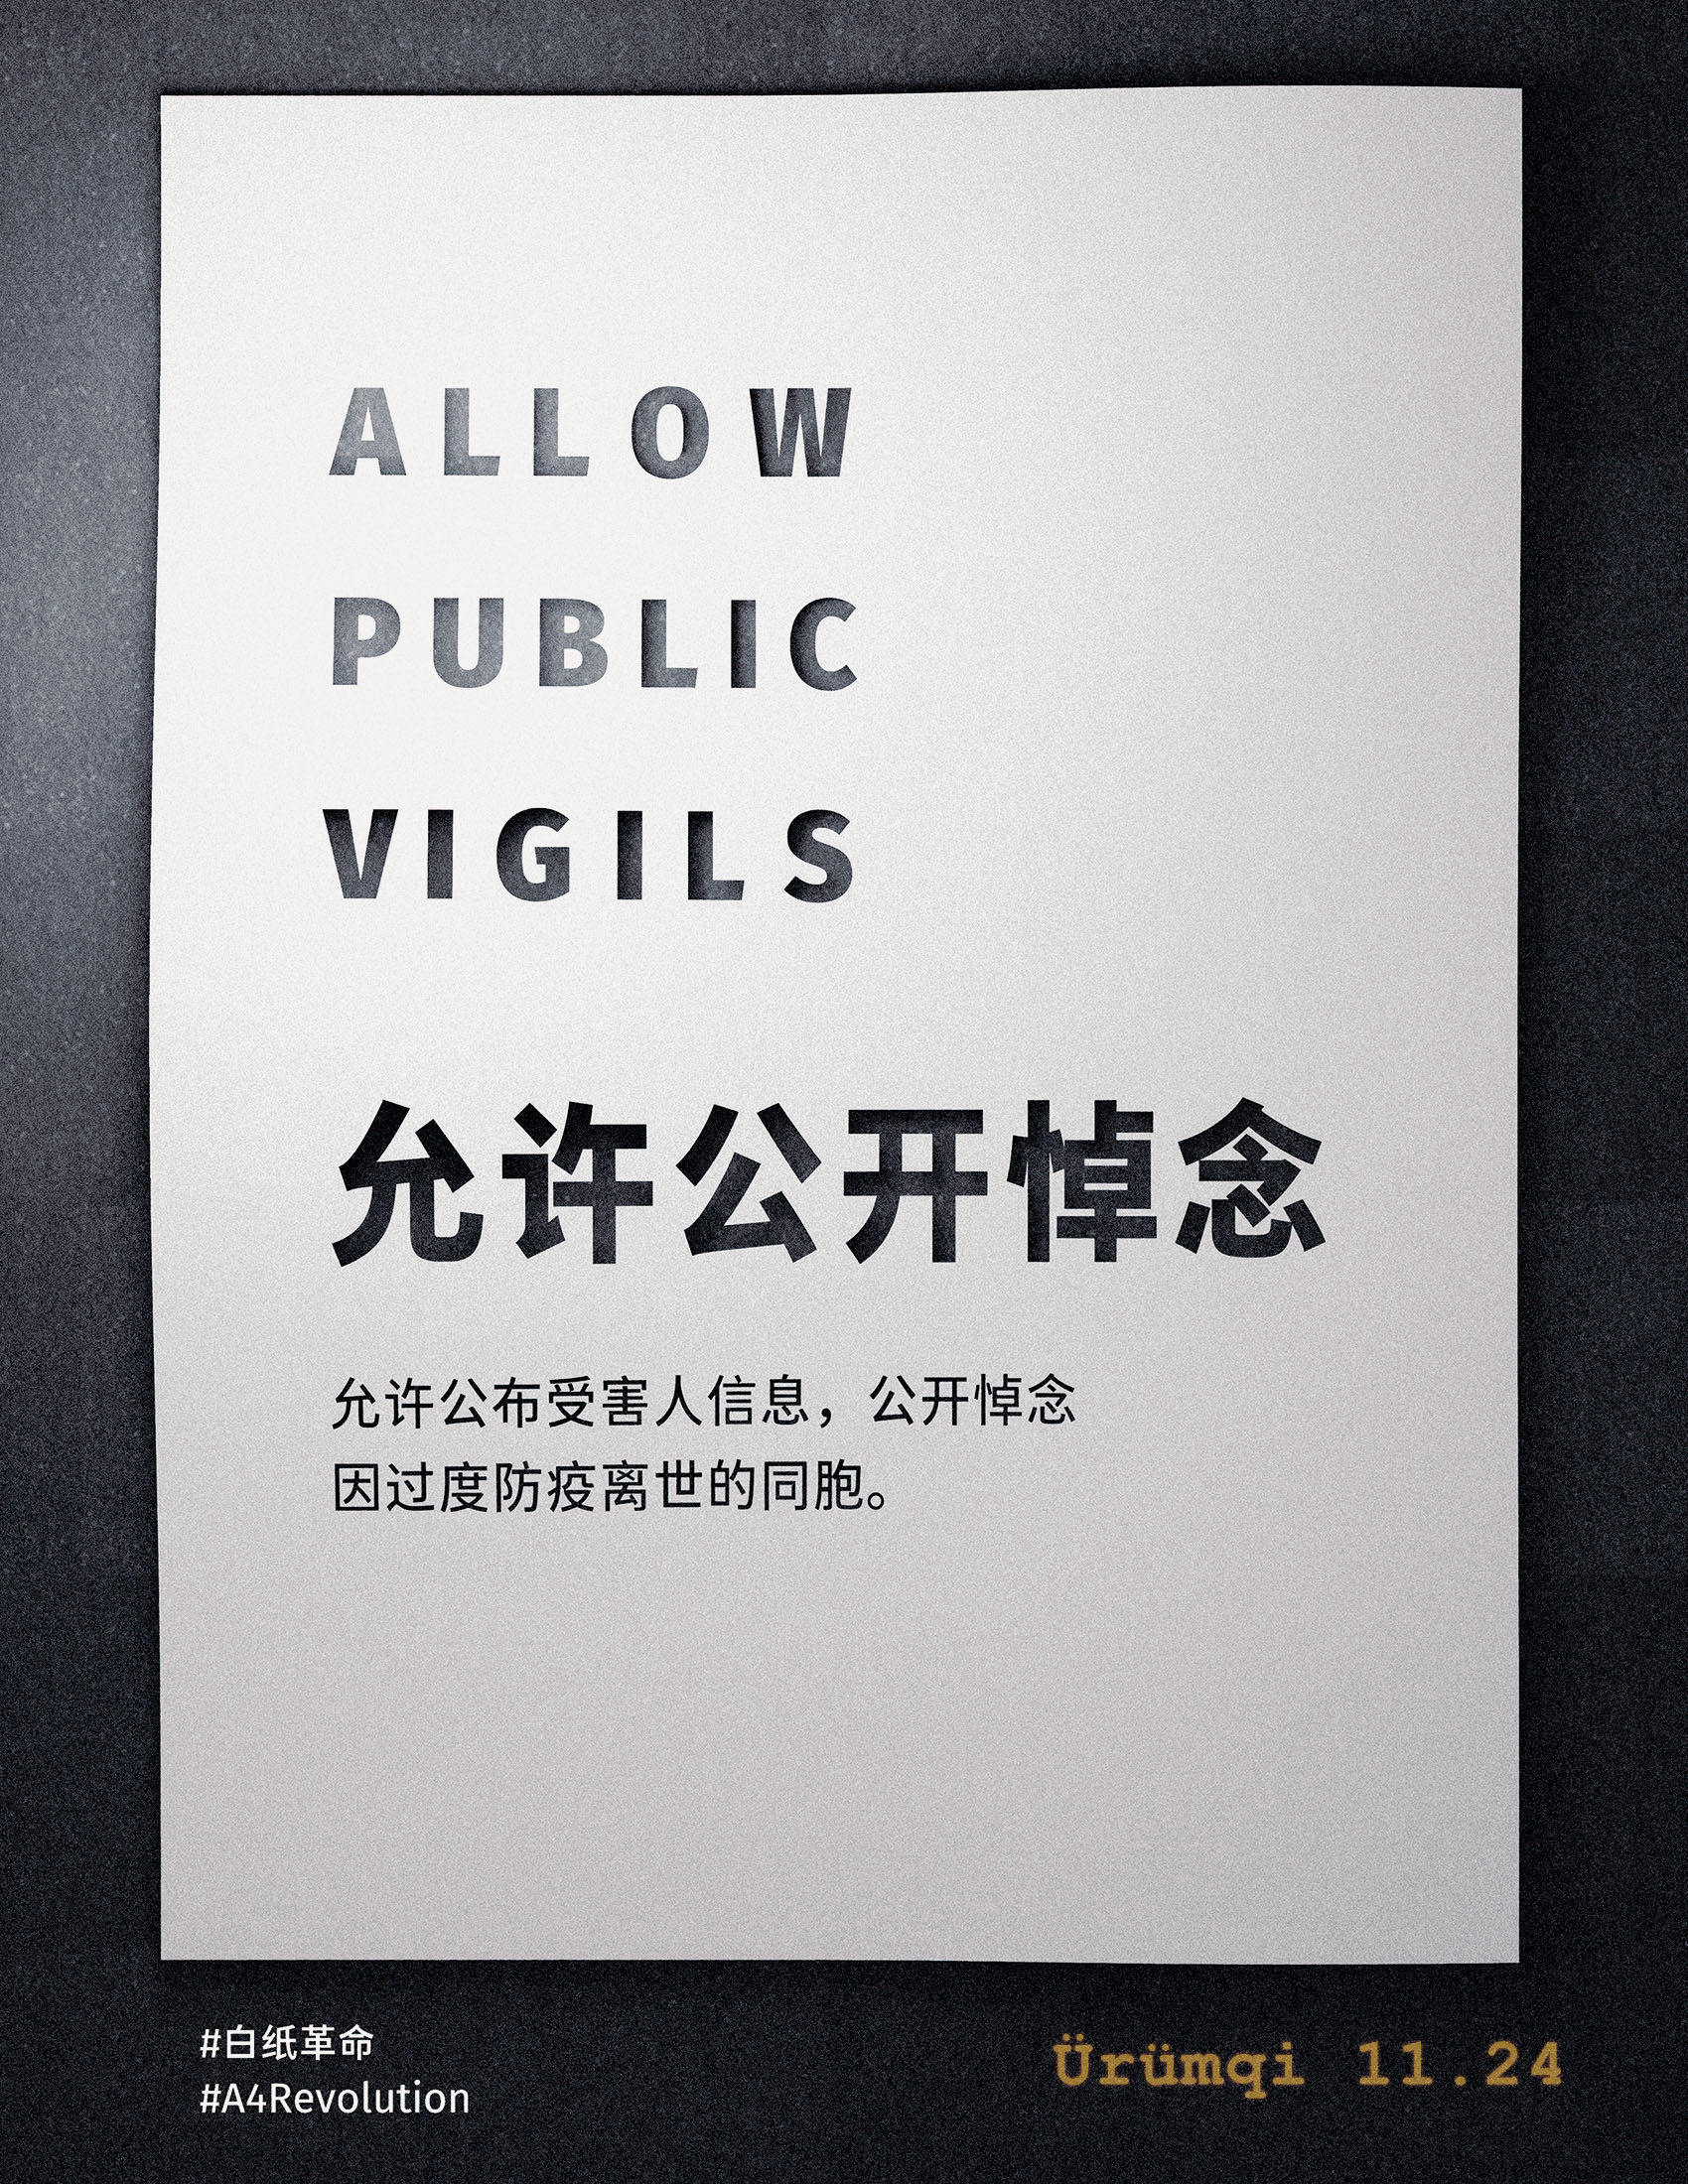 ALLOW
PUBLIC
VIGILS
允许公开悼念
允许公布受害人信息，公开悼念
因过度防疫离世的同胞。
#白纸革命
#A4Revolution
Ürümqi 11.24